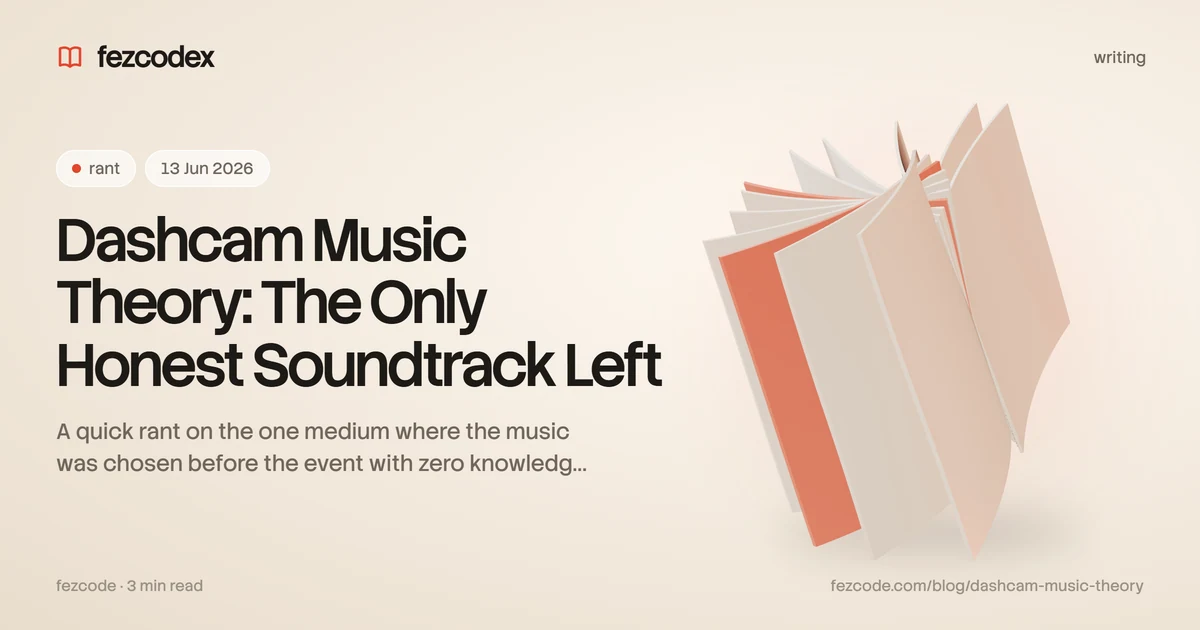 fezcodex
writing
rant
13 Jun 2026
Dashcam Music
Theory: The Only
Honest Soundtrack Left
A quick rant on the one medium where the music
was chosen before the event with zero knowledg...
fezcode · 3 min read
fezcode.com/blog/dashcam-music-theory